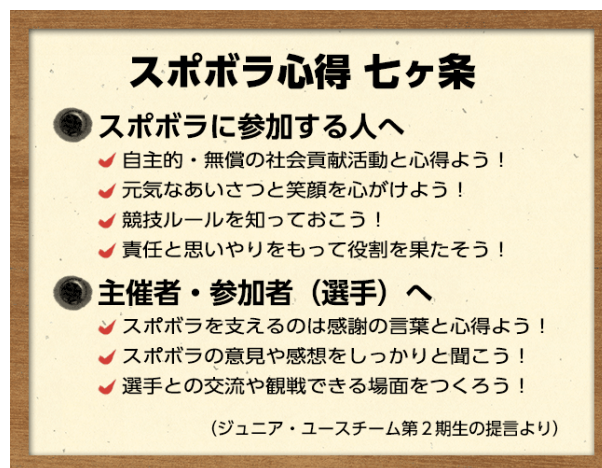 スポボラ心得 七ヶ条
スポボラに参加する人へ
自主的・無償の社会貢献活動と心得よう！
元気なあいさつと笑顔を心がけよう！
競技ルールを知っておこう！
責任と思いやりをもって役割を果たそう！
主催者・参加者（選手）へ
スポボラを支えるのは感謝の言葉と心得よう！
スポボラの意見や感想をしっかりと聞こう！
選手との交流や観戦できる場面をつくろう！
（ジュニア・ユースチーム第２期生の提言より）